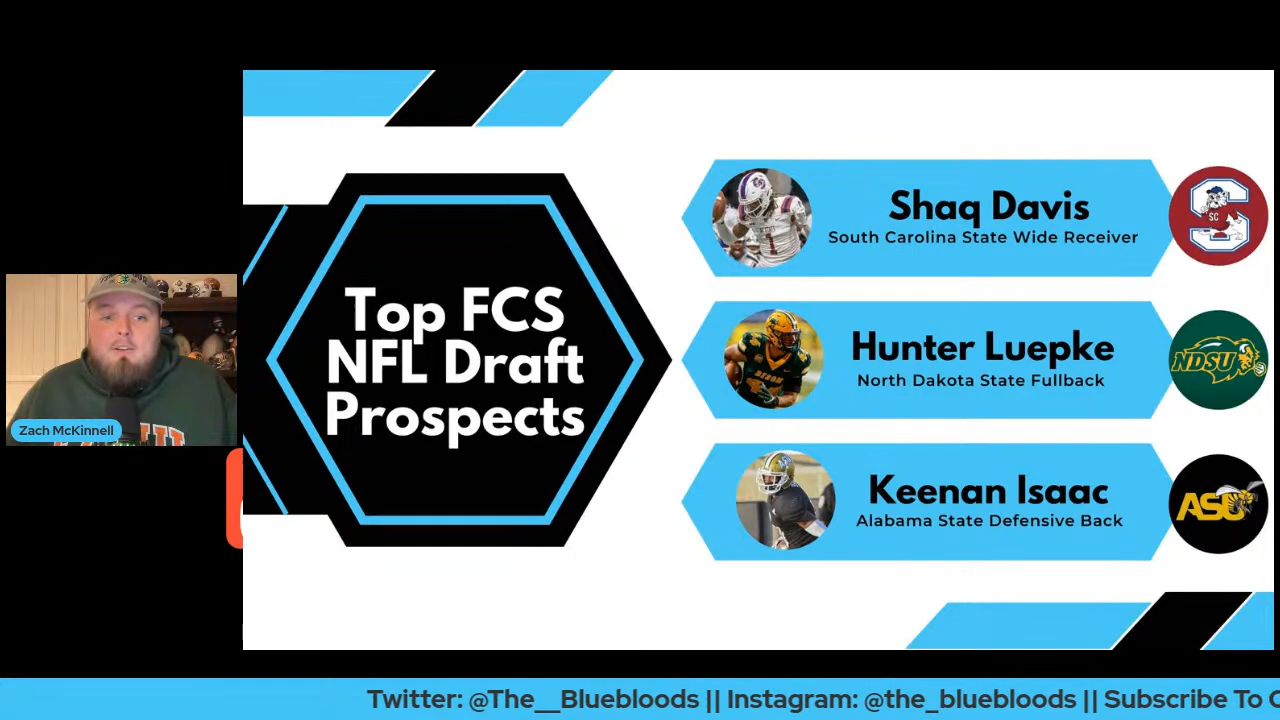 Top FCS
NFL Draft
Prospects
Shaq Davis
South Carolina State Wide Receiver
SC
Hunter Luepke
North Dakota State Fullback
NDSU
Keenan Isaac
Alabama State Defensive Back
ASU
Zach McKinnell
Twitter: @The__Bluebloods || Instagram: @the_bluebloods || Subscribe To